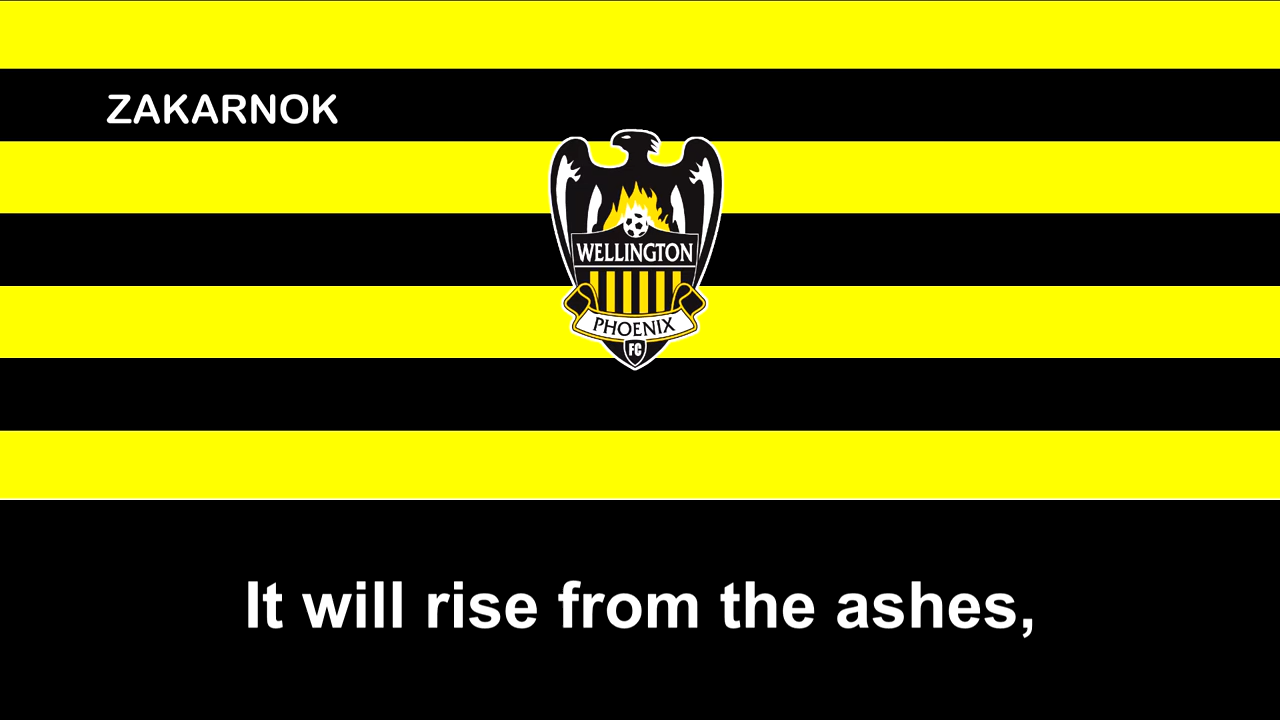 ZAKARNOK
WELLINGTON
PHOENIX
FC
It will rise from the ashes,